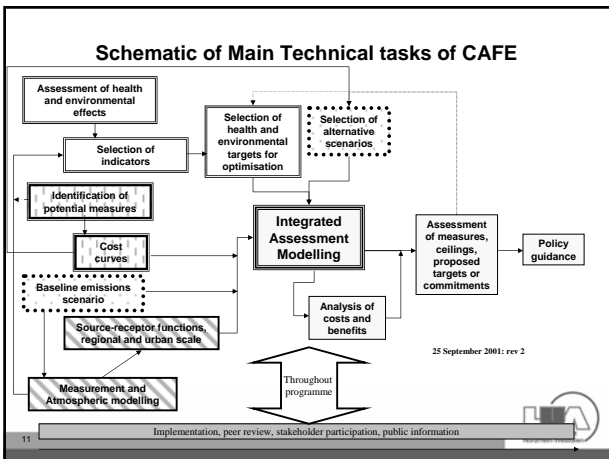 Schematic of Main Technical tasks of CAFE
Assessment of health
and environmental
effects
Selection of
indicators
Selection of
health and
environmental
targets for
optimisation
Selection of
alternative
scenarios
Identification of
potential measures
Cost
curves
Baseline emissions
scenario
Source-receptor functions,
regional and urban scale
Measurement and
Atmospheric modelling
Integrated
Assessment
Modelling
Analysis of
costs and
benefits
Assessment
of measures,
ceilings,
proposed
targets or
commitments
Policy
guidance
25 September 2001: rev 2
Throughout
programme
Implementation, peer review, stakeholder participation, public information
11